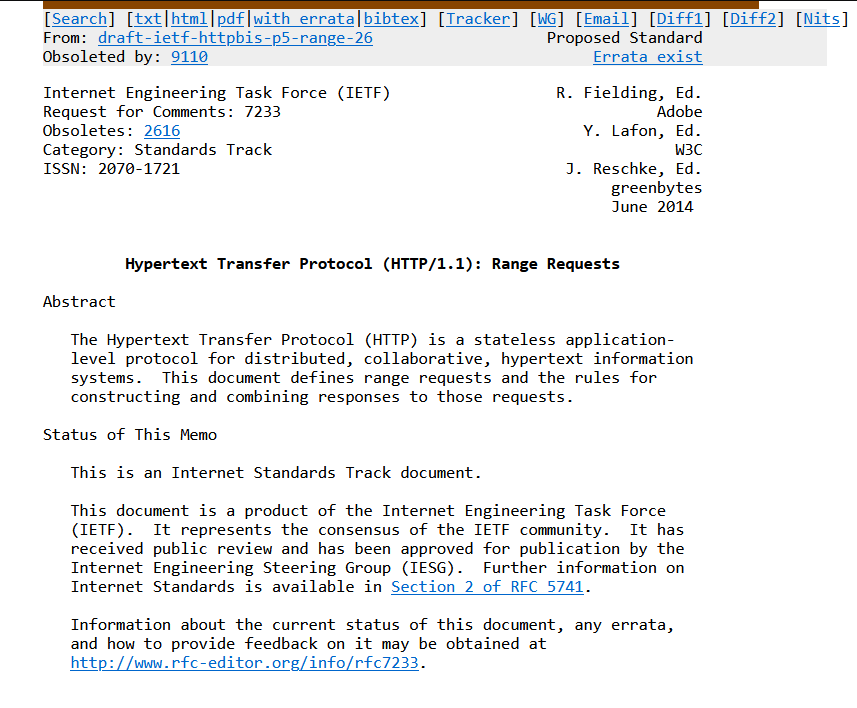 [Search] [txt|html|pdf|with errata|bibtex] [Tracker] [WG] [Email] [Diff1] [Diff2] [Nits]
From: draft-ietf-httpbis-p5-range-26 Proposed Standard
Obsoleted by: 9110 Errata exist
Internet Engineering Task Force (IETF) R. Fielding, Ed.
Request for Comments: 7233 Adobe
Obsoletes: 2616 Y. Lafon, Ed.
Category: Standards Track W3C
ISSN: 2070-1721 J. Reschke, Ed.
greenbytes
June 2014
Hypertext Transfer Protocol (HTTP/1.1): Range Requests
Abstract
The Hypertext Transfer Protocol (HTTP) is a stateless application-
level protocol for distributed, collaborative, hypertext information
systems.  This document defines range requests and the rules for
constructing and combining responses to those requests.
Status of This Memo
This is an Internet Standards Track document.
This document is a product of the Internet Engineering Task Force
(IETF).  It represents the consensus of the IETF community.  It has
received public review and has been approved for publication by the
Internet Engineering Steering Group (IESG).  Further information on
Internet Standards is available in Section 2 of RFC 5741.
Information about the current status of this document, any errata,
and how to provide feedback on it may be obtained at
http://www.rfc-editor.org/info/rfc7233.